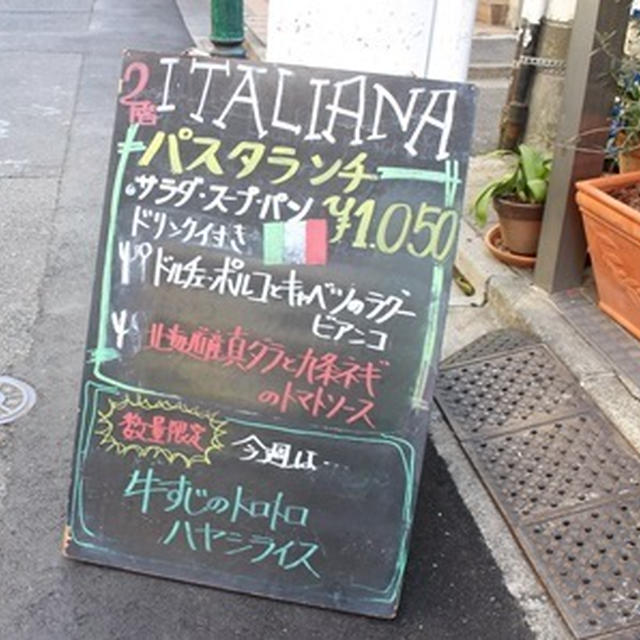 2階 ITALIANA
パスタランチ
サラダ・スープ・パン
ドリンク付き
¥1.050
ドルチェポルコとキャベツのラグー
ビアンコ
北海道産真ダラと九条ネギ
のトマトソース
数量限定
今週は…
牛すじのトロトロ
ハヤシライス